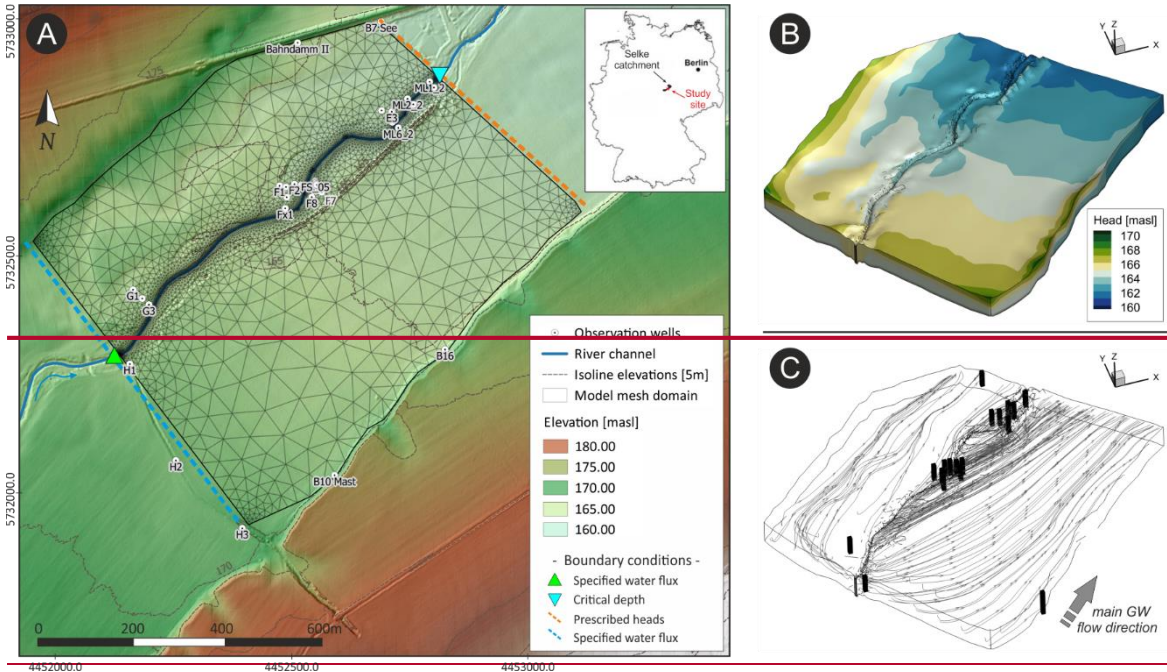 A
B7 See
Bahndamm II
175
N
ML1-2
ML2-2
E3
ML6-2
F1
F2
FS-05
F8
F7
Fx1
165
G1
G3
H1
H2
H3
B16
B10 Mast
170
5733000.0
5732500.0
5732000.0
4452000.0
4452500.0
4453000.0
0 200 400 600m
Selke
catchment
Berlin
Study
site
Observation wells
River channel
Isoline elevations [5m]
Model mesh domain
Elevation [masl]
180.00
175.00
170.00
165.00
160.00
- Boundary conditions -
Specified water flux
Critical depth
Prescribed heads
Specified water flux
B
Y Z
X
Head [masl]
170
168
166
164
162
160
C
Y Z
X
main GW
flow direction